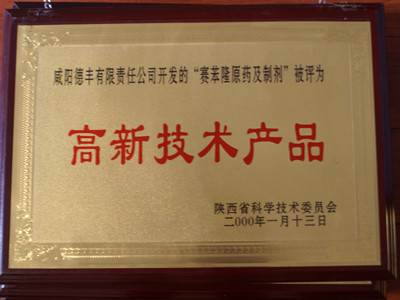 咸阳德丰有限责任公司开发的“赛苯隆原药及制剂”被评为
高新技术产品
陕西省科学技术委员会
二000年一月十三日